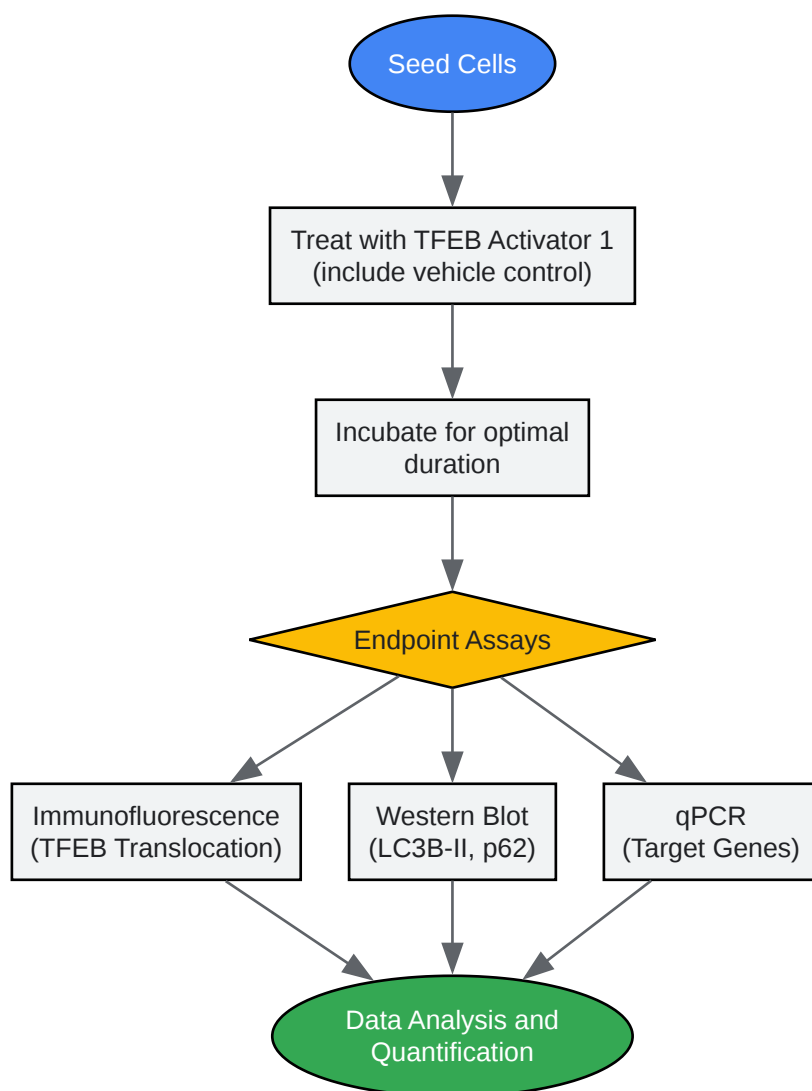 Seed Cells
Treat with TFEB Activator 1
(include vehicle control)
Incubate for optimal
duration
Endpoint Assays
Immunofluorescence
(TFEB Translocation)
Western Blot
(LC3B-II, p62)
qPCR
(Target Genes)
Data Analysis and
Quantification